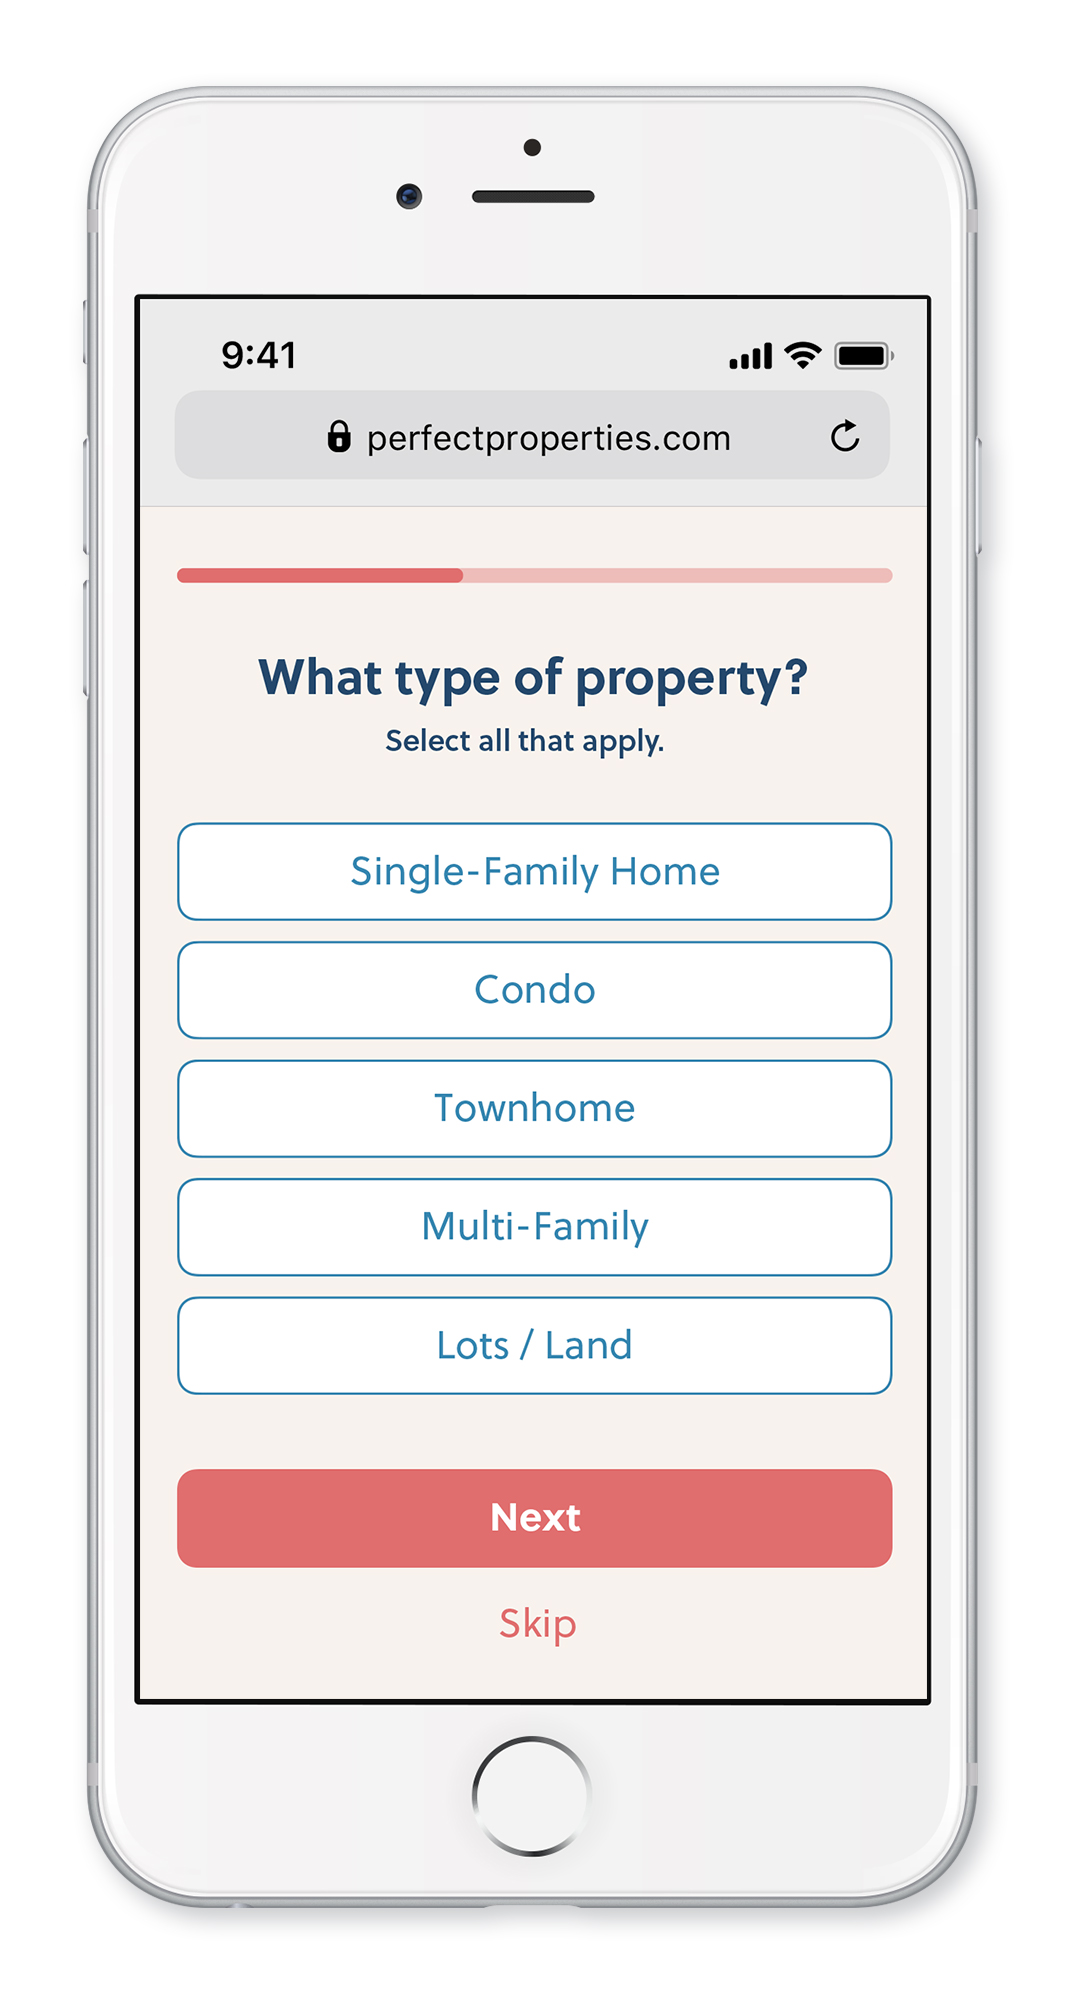 9:41
perfectproperties.com
What type of property?
Select all that apply.
Single-Family Home
Condo
Townhome
Multi-Family
Lots / Land
Next
Skip